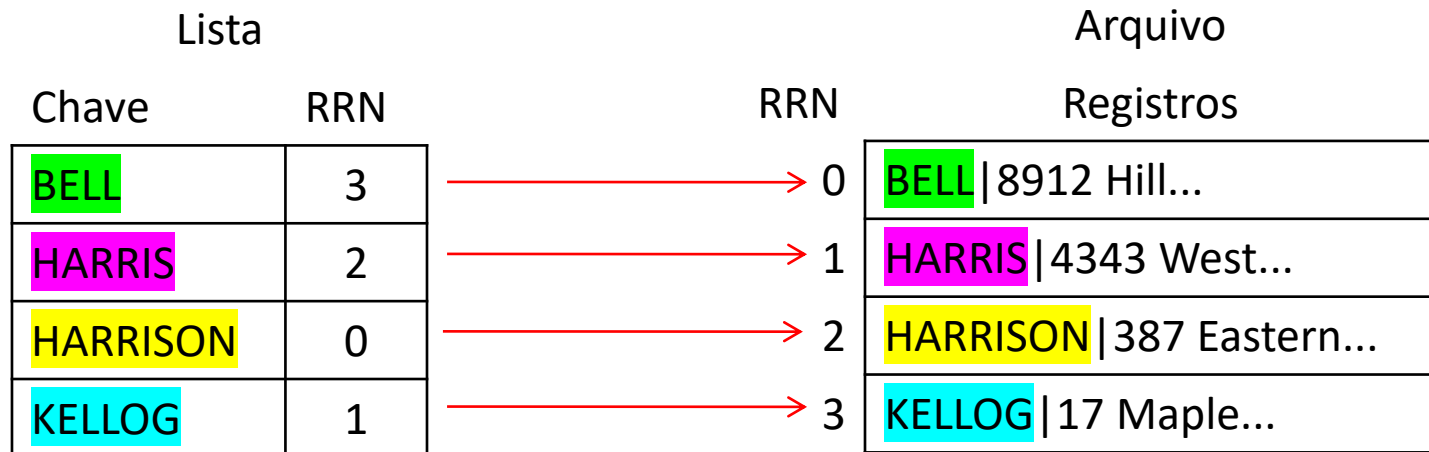 Lista Arquivo
Chave RRN RRN Registros
BELL 3 0 BELL|8912 Hill...
HARRIS 2 1 HARRIS|4343 West...
HARRISON 0 2 HARRISON|387 Eastern...
KELLOG 1 3 KELLOG|17 Maple...